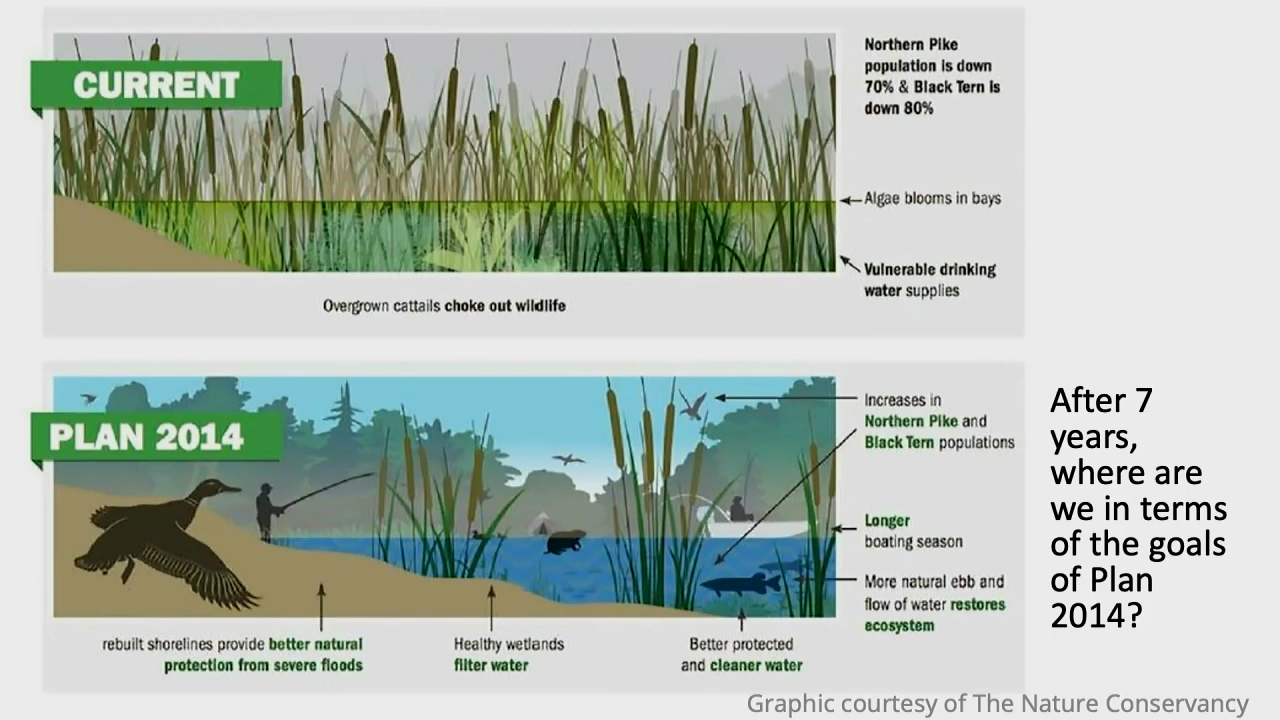 CURRENT
Northern Pike
population is down
70% & Black Tern is
down 80%
Algae blooms in bays
Vulnerable drinking
water supplies
Overgrown cattails choke out wildlife
PLAN 2014
Increases in
Northern Pike and
Black Tern populations
Longer
boating season
More natural ebb and
flow of water restores
ecosystem
rebuilt shorelines provide better natural
protection from severe floods
Healthy wetlands
filter water
Better protected
and cleaner water
After 7
years,
where are
we in terms
of the goals
of Plan
2014?
Graphic courtesy of The Nature Conservancy